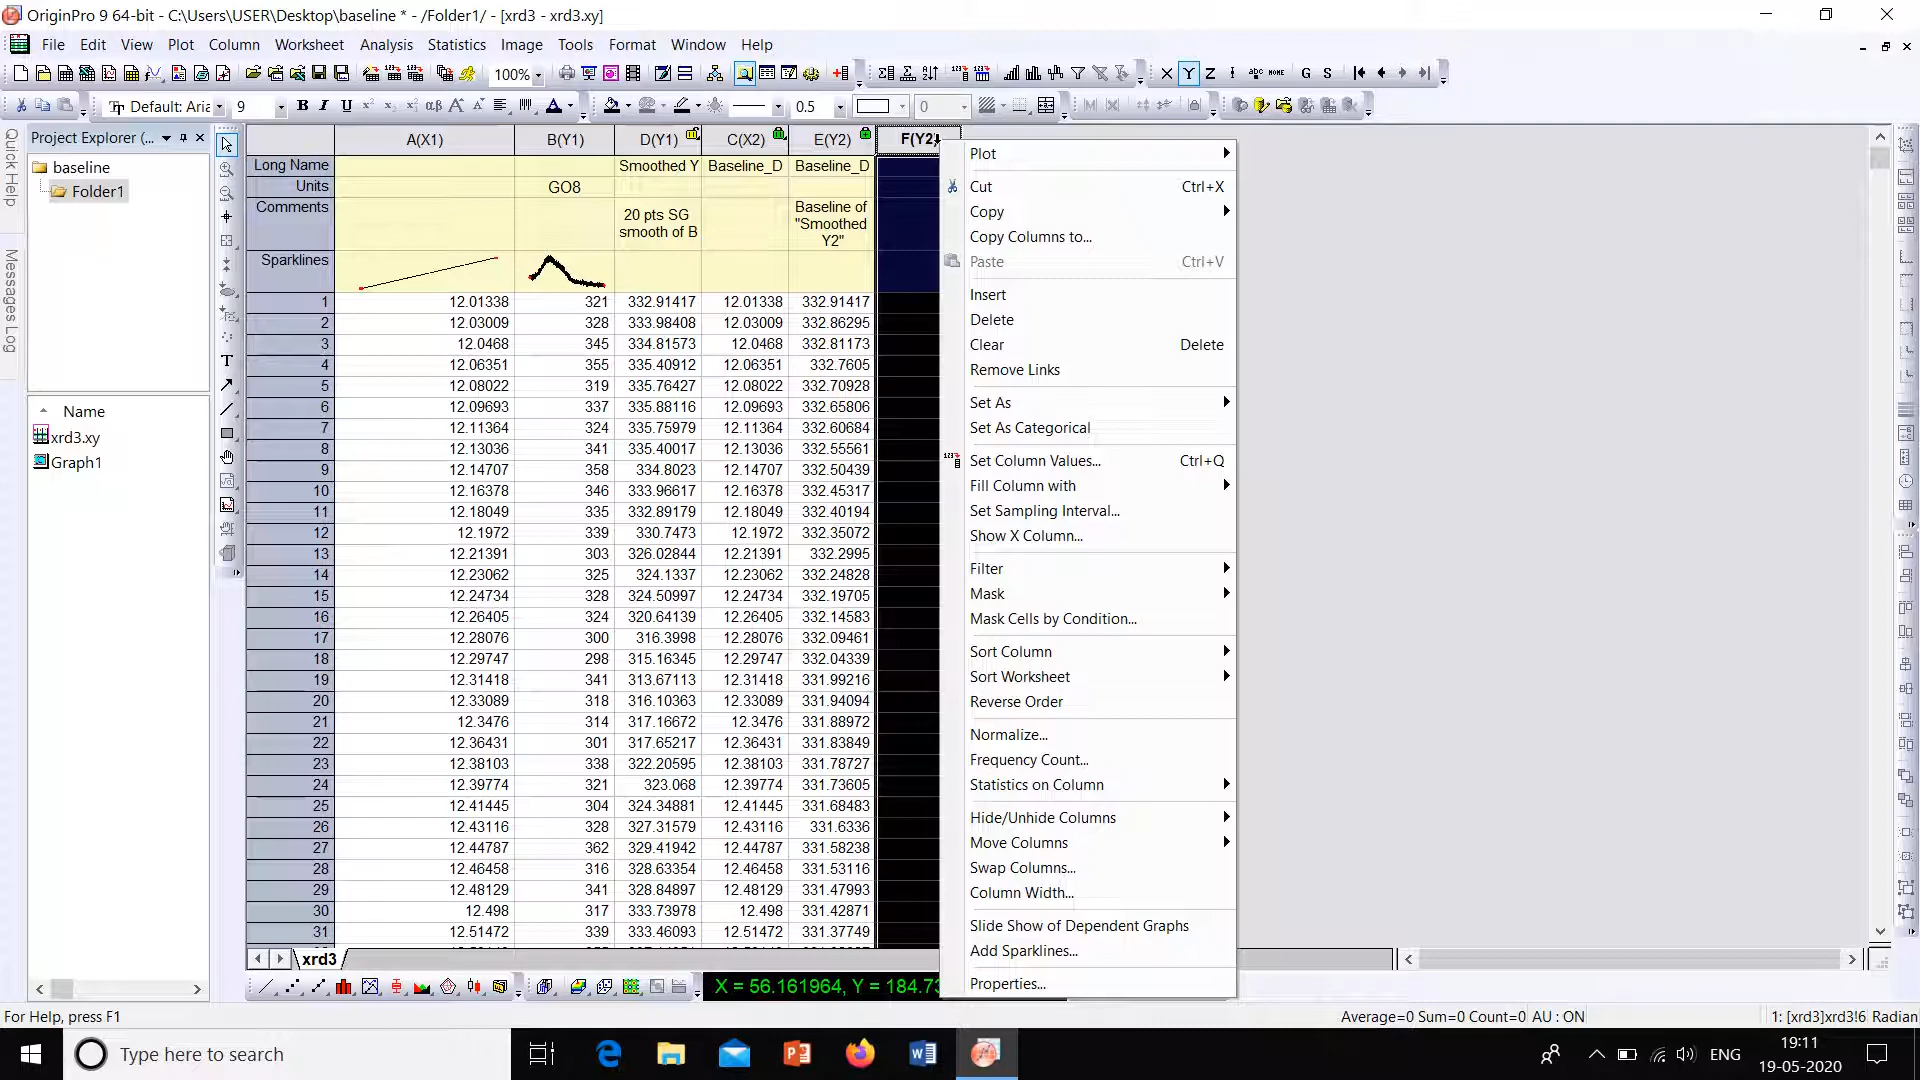 OriginPro 9 64-bit - C:\Users\USER\Desktop\baseline * - /Folder1/ - [xrd3 - xrd3.xy]
File Edit View Plot Column Worksheet Analysis Statistics Image Tools Format Window Help
100%
X Y Z
G S
Default: Aria 9 B I U αβ A 0.5 0
Quick Help
Messages Log
Project Explorer (...
baseline
Folder1
Name
xrd3.xy
Graph1
A(X1) B(Y1) D(Y1) C(X2) E(Y2) F(Y2)
Long Name Smoothed Y Baseline_D Baseline_D
Units GO8
Comments 20 pts SG smooth of B Baseline of "Smoothed Y2"
Sparklines
1 12.01338 321 332.91417 12.01338 332.91417
2 12.03009 328 333.98408 12.03009 332.86295
3 12.0468 345 334.81573 12.0468 332.81173
4 12.06351 355 335.40912 12.06351 332.7605
5 12.08022 319 335.76427 12.08022 332.70928
6 12.09693 337 335.88116 12.09693 332.65806
7 12.11364 324 335.75979 12.11364 332.60684
8 12.13036 341 335.40017 12.13036 332.55561
9 12.14707 358 334.8023 12.14707 332.50439
10 12.16378 346 333.96617 12.16378 332.45317
11 12.18049 335 332.89179 12.18049 332.40194
12 12.1972 339 330.7473 12.1972 332.35072
13 12.21391 303 326.02844 12.21391 332.2995
14 12.23062 325 324.1337 12.23062 332.24828
15 12.24734 328 324.50997 12.24734 332.19705
16 12.26405 324 320.64139 12.26405 332.14583
17 12.28076 300 316.3998 12.28076 332.09461
18 12.29747 298 315.16345 12.29747 332.04339
19 12.31418 341 313.67113 12.31418 331.99216
20 12.33089 318 316.10363 12.33089 331.94094
21 12.3476 314 317.16672 12.3476 331.88972
22 12.36431 301 317.65217 12.36431 331.83849
23 12.38103 338 322.20595 12.38103 331.78727
24 12.39774 321 323.068 12.39774 331.73605
25 12.41445 304 324.34881 12.41445 331.68483
26 12.43116 328 327.31579 12.43116 331.6336
27 12.44787 362 329.41942 12.44787 331.58238
28 12.46458 316 328.63354 12.46458 331.53116
29 12.48129 341 328.84897 12.48129 331.47993
30 12.498 317 333.73978 12.498 331.42871
31 12.51472 339 333.46093 12.51472 331.37749
Plot
Cut Ctrl+X
Copy
Copy Columns to...
Paste Ctrl+V
Insert
Delete
Clear Delete
Remove Links
Set As
Set As Categorical
Set Column Values... Ctrl+Q
Fill Column with
Set Sampling Interval...
Show X Column...
Filter
Mask
Mask Cells by Condition...
Sort Column
Sort Worksheet
Reverse Order
Normalize...
Frequency Count...
Statistics on Column
Hide/Unhide Columns
Move Columns
Swap Columns...
Column Width...
Slide Show of Dependent Graphs
Add Sparklines...
Properties...
xrd3
X = 56.161964, Y = 184.73
For Help, press F1
Average=0 Sum=0 Count=0 AU : ON
1: [xrd3]xrd3!6 Radian
Type here to search
ENG
19:11
19-05-2020